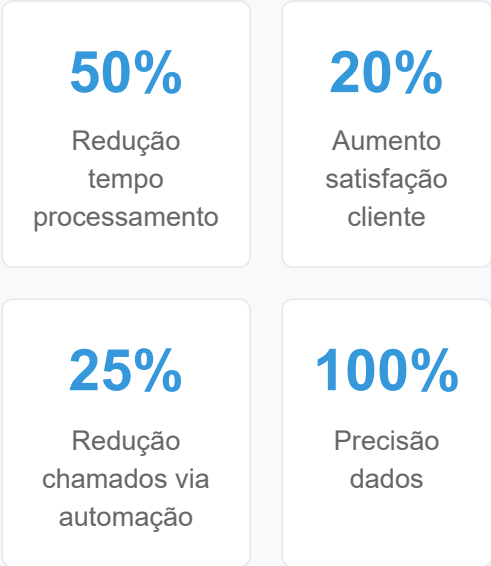 50%
Redução
tempo
processamento
20%
Aumento
satisfação
cliente
25%
Redução
chamados via
automação
100%
Precisão
dados